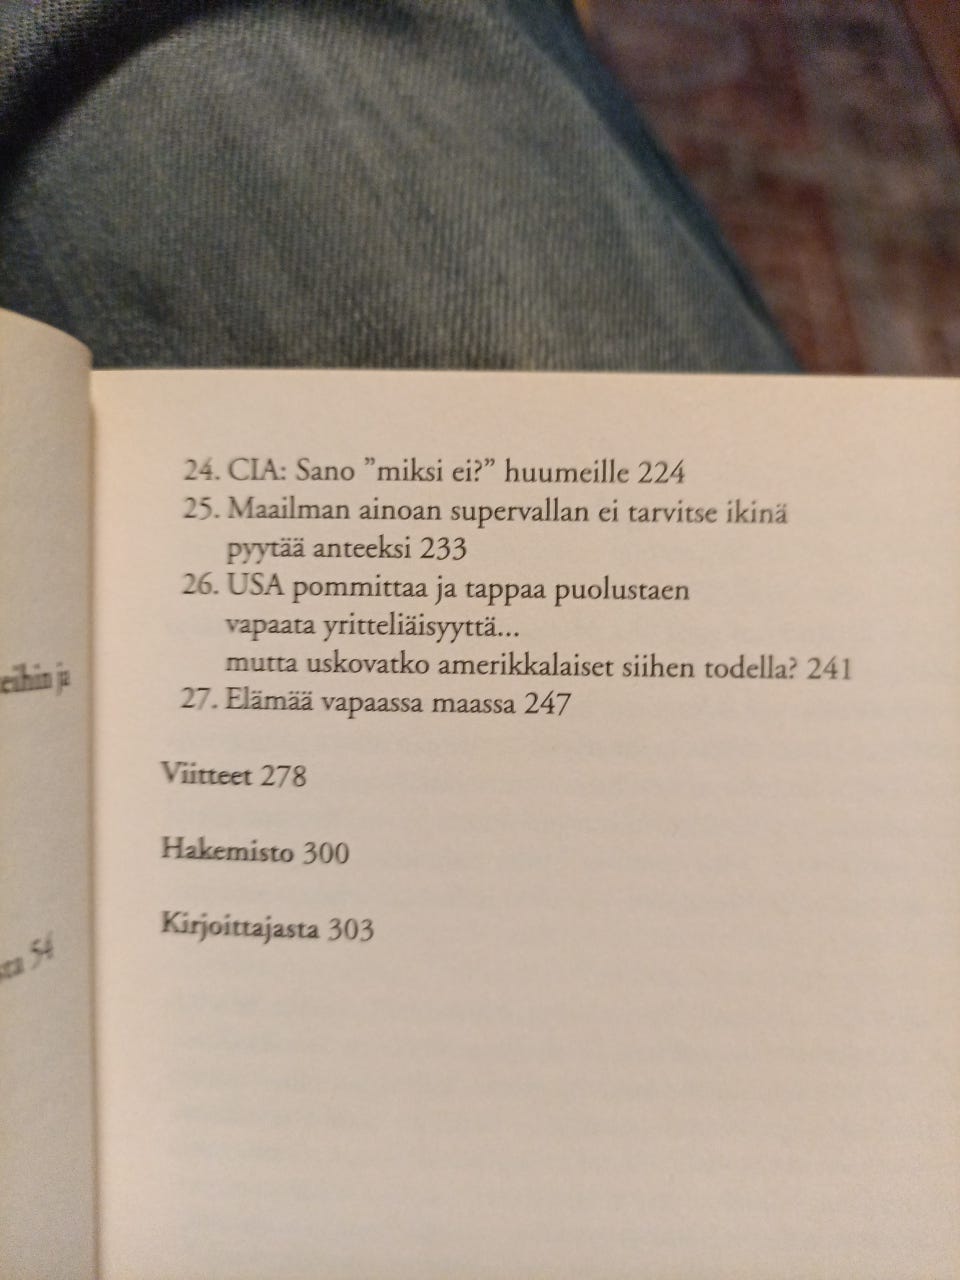 24. CIA: Sano ”miksi ei?” huumeille 224
25. Maailman ainoan supervallan ei tarvitse ikinä
pyytää anteeksi 233
26. USA pommittaa ja tappaa puolustaen
vapaata yritteliäisyyttä...
mutta uskovatko amerikkalaiset siihen todella? 241
27. Elämää vapaassa maassa 247
Viitteet 278
Hakemisto 300
Kirjoittajasta 303
ja
54